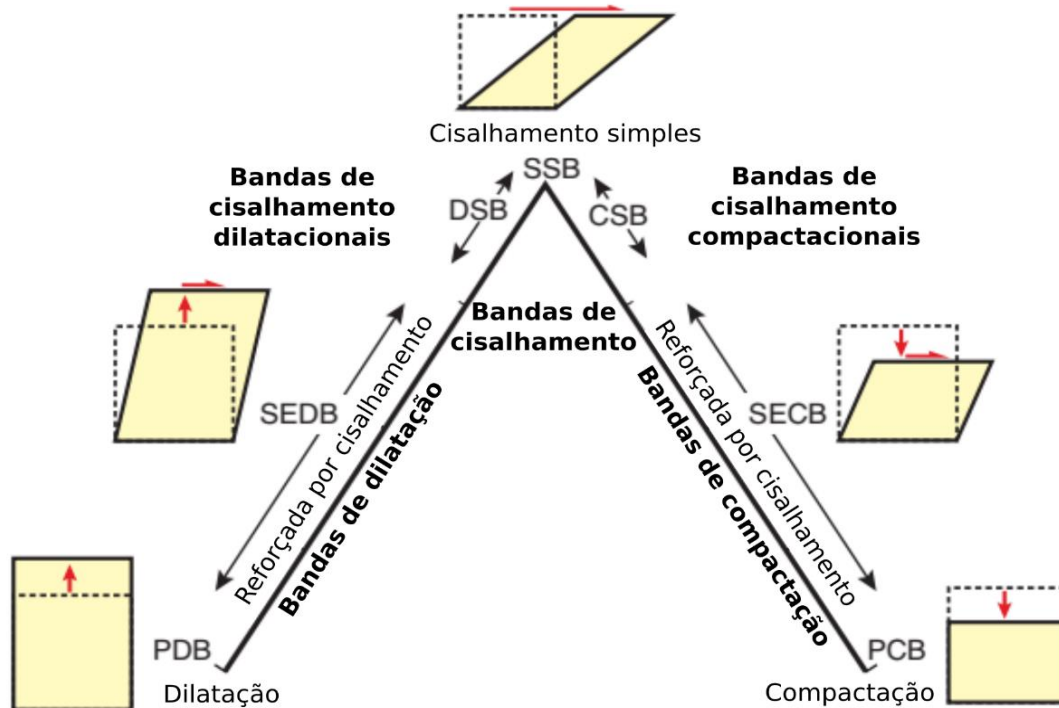 Cisalhamento simples
SSB
Bandas de
cisalhamento
dilatacionais
DSB
CSB
Bandas de
cisalhamento
compactacionais
Bandas de
cisalhamento
SEDB
Reforçada por cisalhamento
Bandas de dilatação
SECB
Reforçada por cisalhamento
Bandas de compactação
PDB
Dilatação
PCB
Compactação